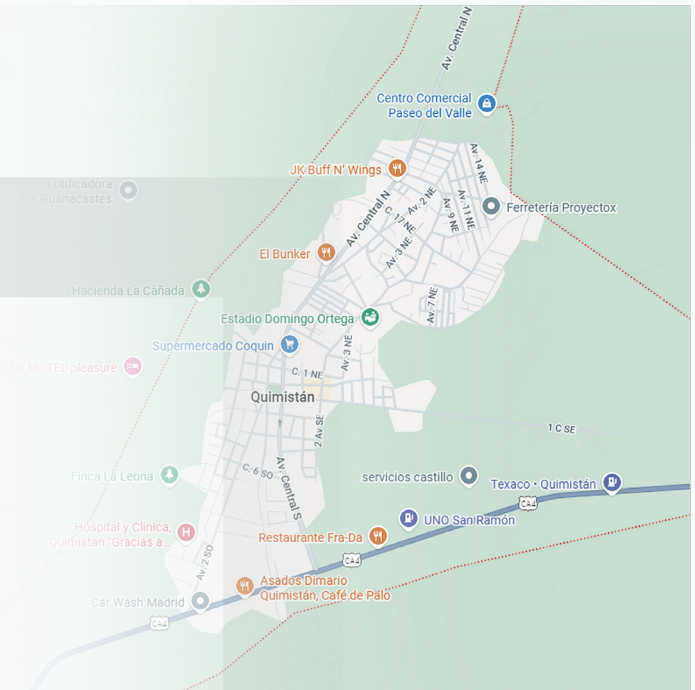 Av. Central N
Centro Comercial
Paseo del Valle
Av. 14 NE
JK Buff N' Wings
Lotificadora
los Guanacastes
Av. 2 NE
Av. 11 NE
Av. 9 NE
Ferretería Proyectox
C. 17 NE
Av. Central N
Av. 3 NE
El Bunker
Hacienda La Cañada
Av. 7 NE
Estadio Domingo Ortega
Supermercado Coquin
Av. 3 NE
MOTEL pleasure
C. 1 NE
Quimistán
1 C SE
2 Av SE
C. 6 SO
Finca La Leona
Av. Central S
servicios castillo
Texaco • Quimistán
CA4
UNO San Ramón
Hospital y Clinica,
Quimistán "Gracias a...
Restaurante Fra-Da
CA4
Av. 2 SO
Asados Dimario
Quimistán, Café de Palo
Car Wash Madrid
CA4